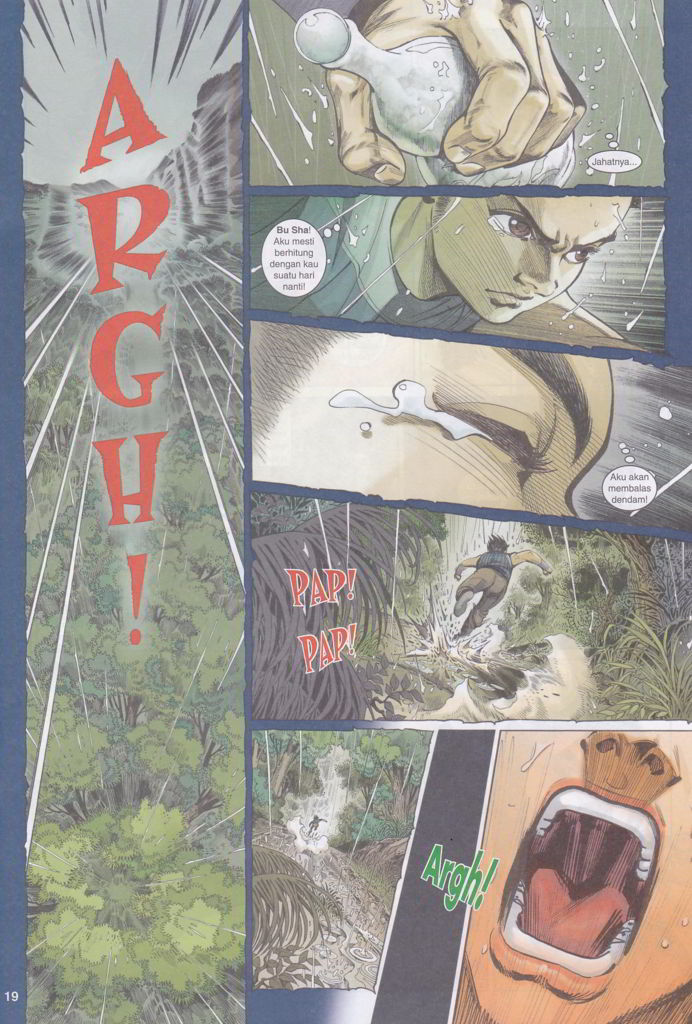 Jahatnya...
Bu Sha!
Aku mesti
berhitung
dengan kau
suatu hari
nanti!
Aku akan
membalas
dendam!
PAP!
PAP!
Argh!
ARGH!
19